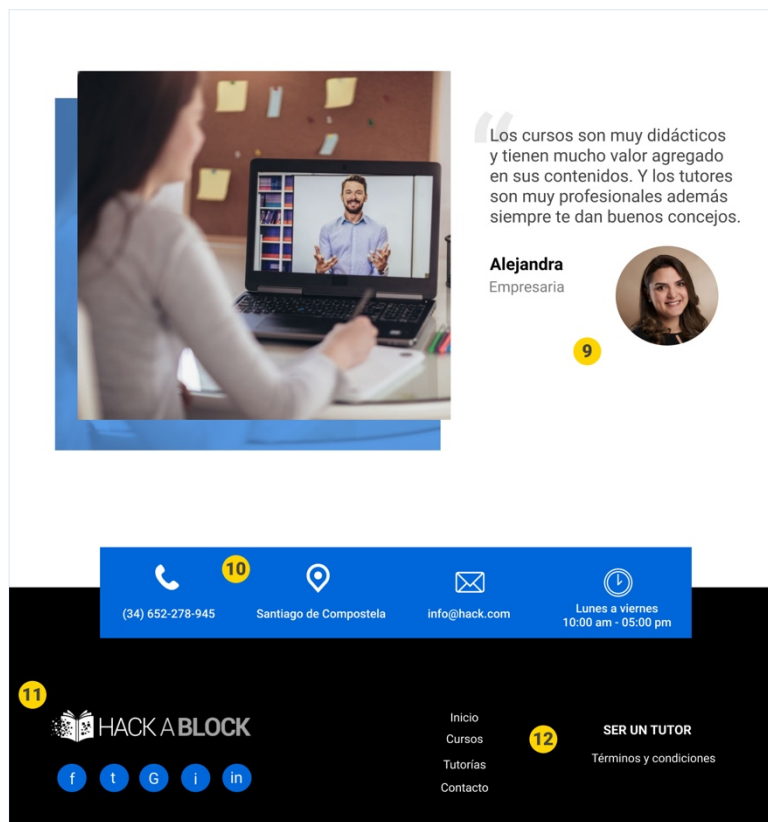 “
Los cursos son muy didácticos
y tienen mucho valor agregado
en sus contenidos. Y los tutores
son muy profesionales además
siempre te dan buenos concejos.
Alejandra
Empresaria
9
10
(34) 652-278-945
Santiago de Compostela
info@hack.com
Lunes a viernes
10:00 am - 05:00 pm
11
HACK A BLOCK
f t G i in
Inicio
Cursos
Tutorías
Contacto
12
SER UN TUTOR
Términos y condiciones